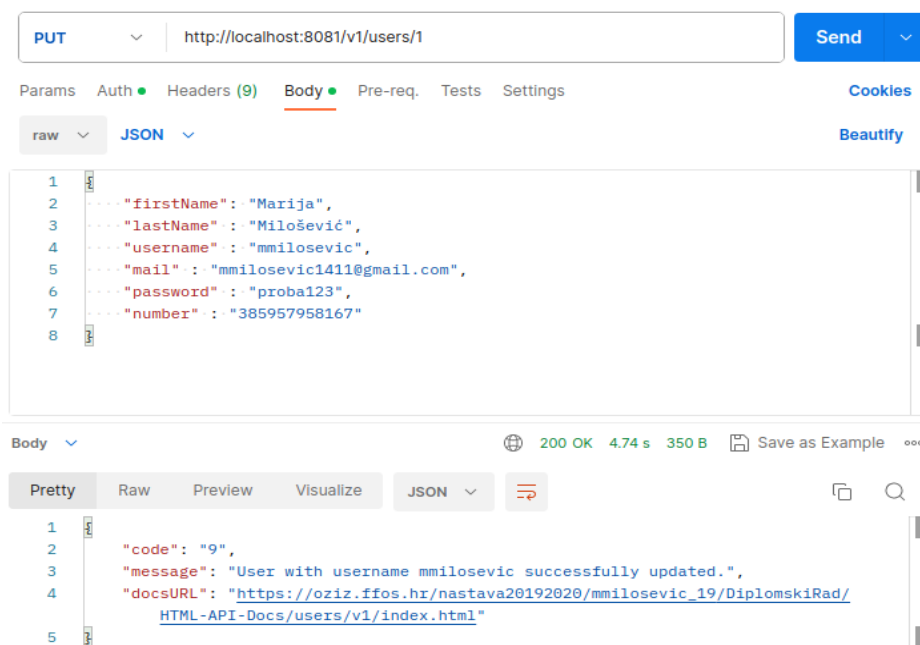 PUT http://localhost:8081/v1/users/1 Send
Params Auth Headers (9) Body Pre-req. Tests Settings Cookies
raw JSON Beautify
1 {
2 "firstName": "Marija",
3 "lastName" : "Milošević",
4 "username" : "mmilosevic",
5 "mail" : "mmilosevic1411@gmail.com",
6 "password" : "proba123",
7 "number" : "385957958167"
8 }
Body 200 OK 4.74 s 350 B Save as Example
Pretty Raw Preview Visualize JSON
1 {
2 "code": "9",
3 "message": "User with username mmilosevic successfully updated.",
4 "docsURL": "https://oziz.ffos.hr/nastava20192020/mmilosevic_19/DiplomskiRad/
HTML-API-Docs/users/v1/index.html"
5 }